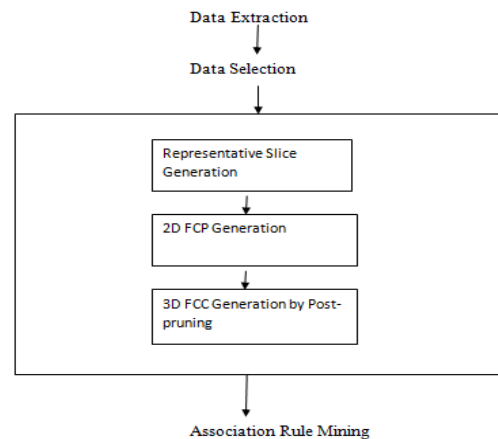 Data Extraction
Data Selection
Representative Slice
Generation
2D FCP Generation
3D FCC Generation by Post-
pruning
Association Rule Mining